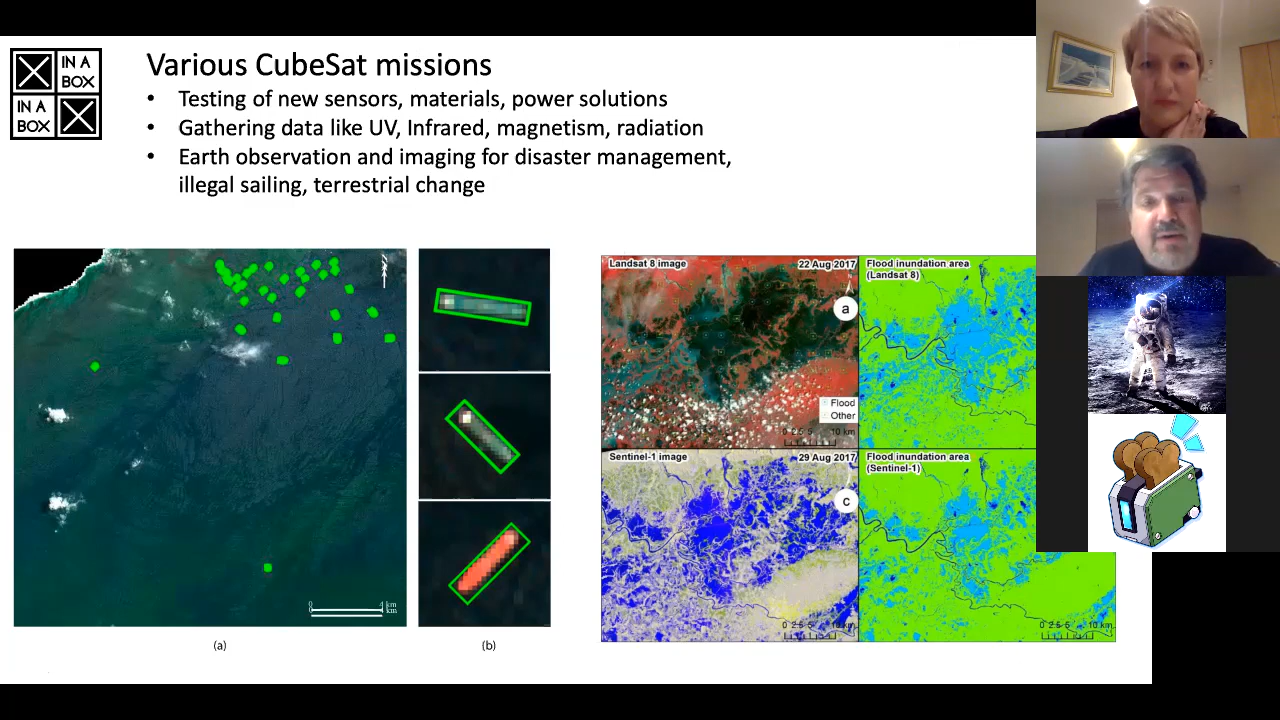 IN A
BOX
IN A
BOX
Various CubeSat missions
• Testing of new sensors, materials, power solutions
• Gathering data like UV, Infrared, magnetism, radiation
• Earth observation and imaging for disaster management,
illegal sailing, terrestrial change
0 4 km
km
(a)
(b)
Landsat 8 image 22 Aug 2017
a
Flood
Other
0 2.5 5 10 km
Flood inundation area
(Landsat 8)
Sentinel-1 image 29 Aug 2017
c
0 2.5 5 10 km
Flood inundation area
(Sentinel-1)
0 2.5 5 10 km